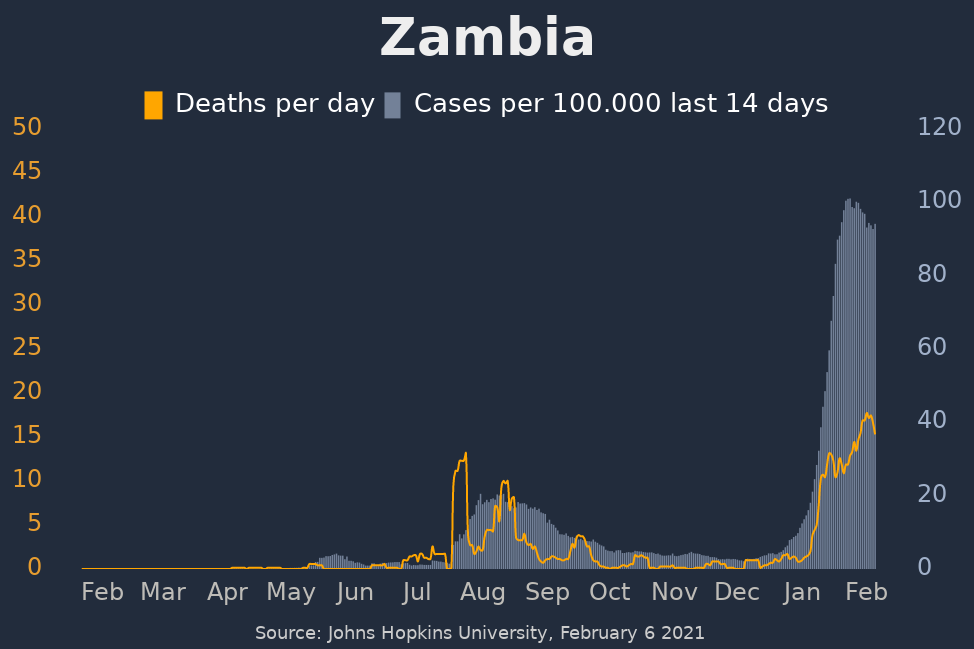 Zambia
Deaths per day Cases per 100.000 last 14 days
50 120
45
40 100
35
30 80
25 60
20
15 40
10
5 20
0 0
Feb Mar Apr May Jun Jul Aug Sep Oct Nov Dec Jan Feb
Source: Johns Hopkins University, February 6 2021